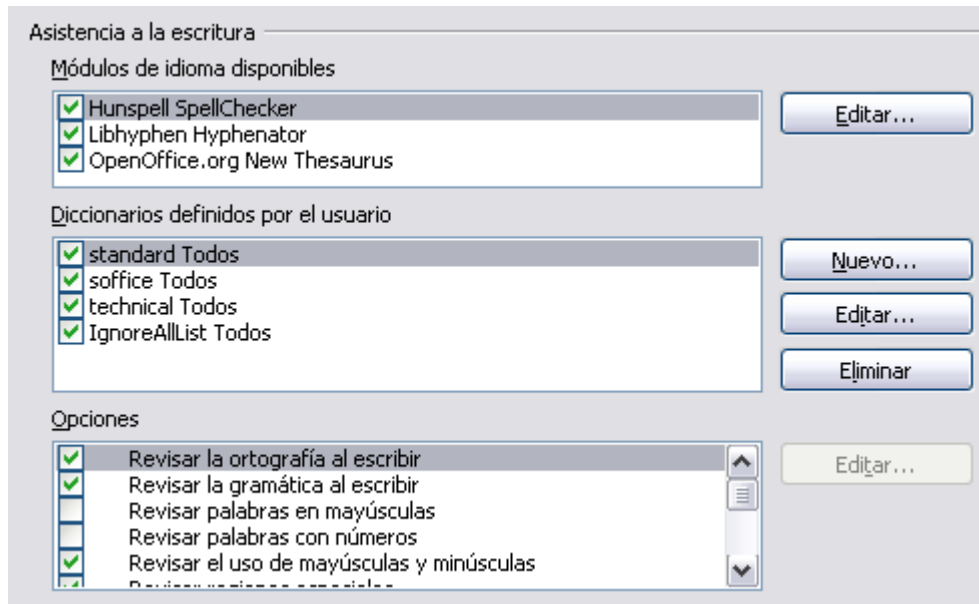 Asistencia a la escritura
Módulos de idioma disponibles
Hunspell SpellChecker
Editar...
Libhyphen Hyphenator
OpenOffice.org New Thesaurus
Diccionarios definidos por el usuario
standard Todos
Nuevo...
soffice Todos
technical Todos
Editar...
IgnoreAllList Todos
Eliminar
Opciones
Revisar la ortografía al escribir
Editar...
Revisar la gramática al escribir
Revisar palabras en mayúsculas
Revisar palabras con números
Revisar el uso de mayúsculas y minúsculas